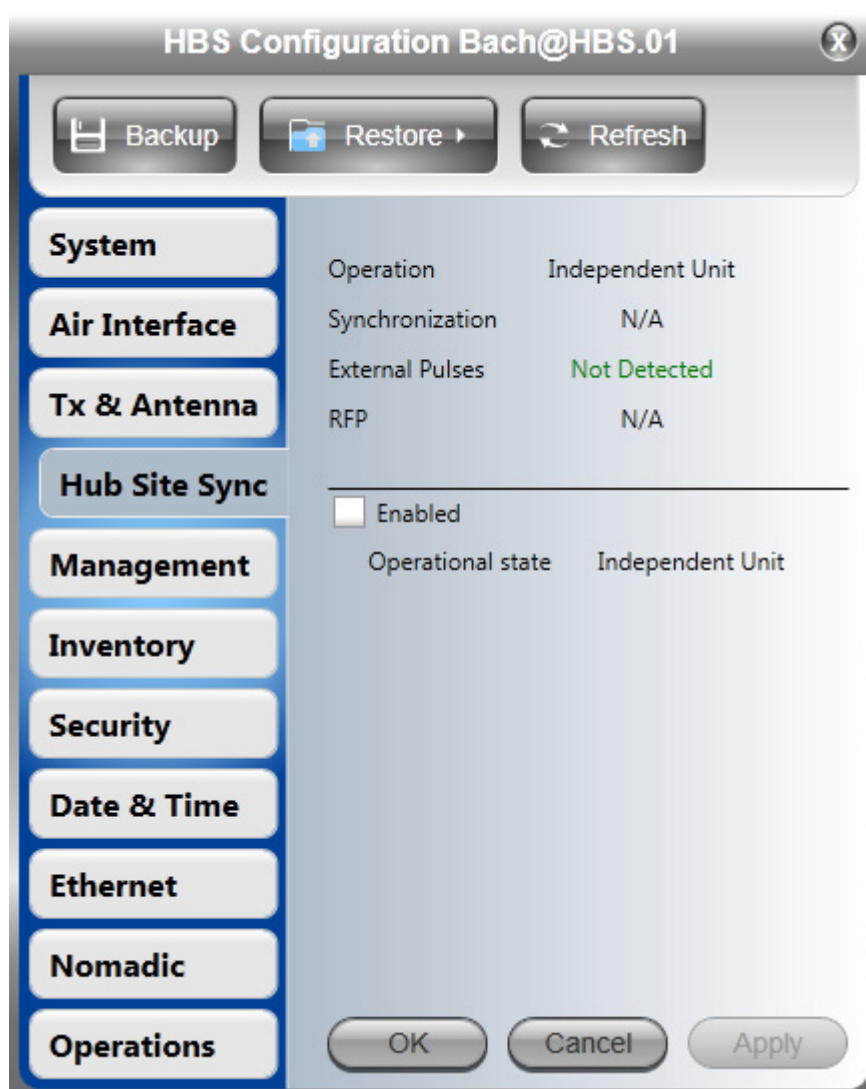 HBS Configuration Bach@HBS.01
Backup
Restore
Refresh
System
Air Interface
Tx & Antenna
Hub Site Sync
Management
Inventory
Security
Date & Time
Ethernet
Nomadic
Operations
Operation Independent Unit
Synchronization N/A
External Pulses Not Detected
RFP N/A
Enabled
Operational state Independent Unit
OK Cancel Apply